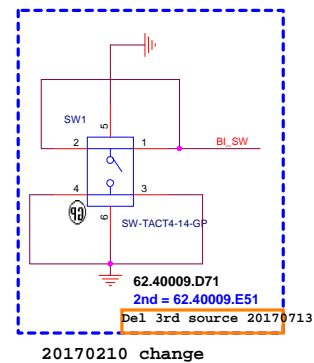 SW1
5
2
1
BI_SW
4
3
6
SW-TACT4-14-GP
62.40009.D71
2nd = 62.40009.E51
Del 3rd source 20170713
20170210 change